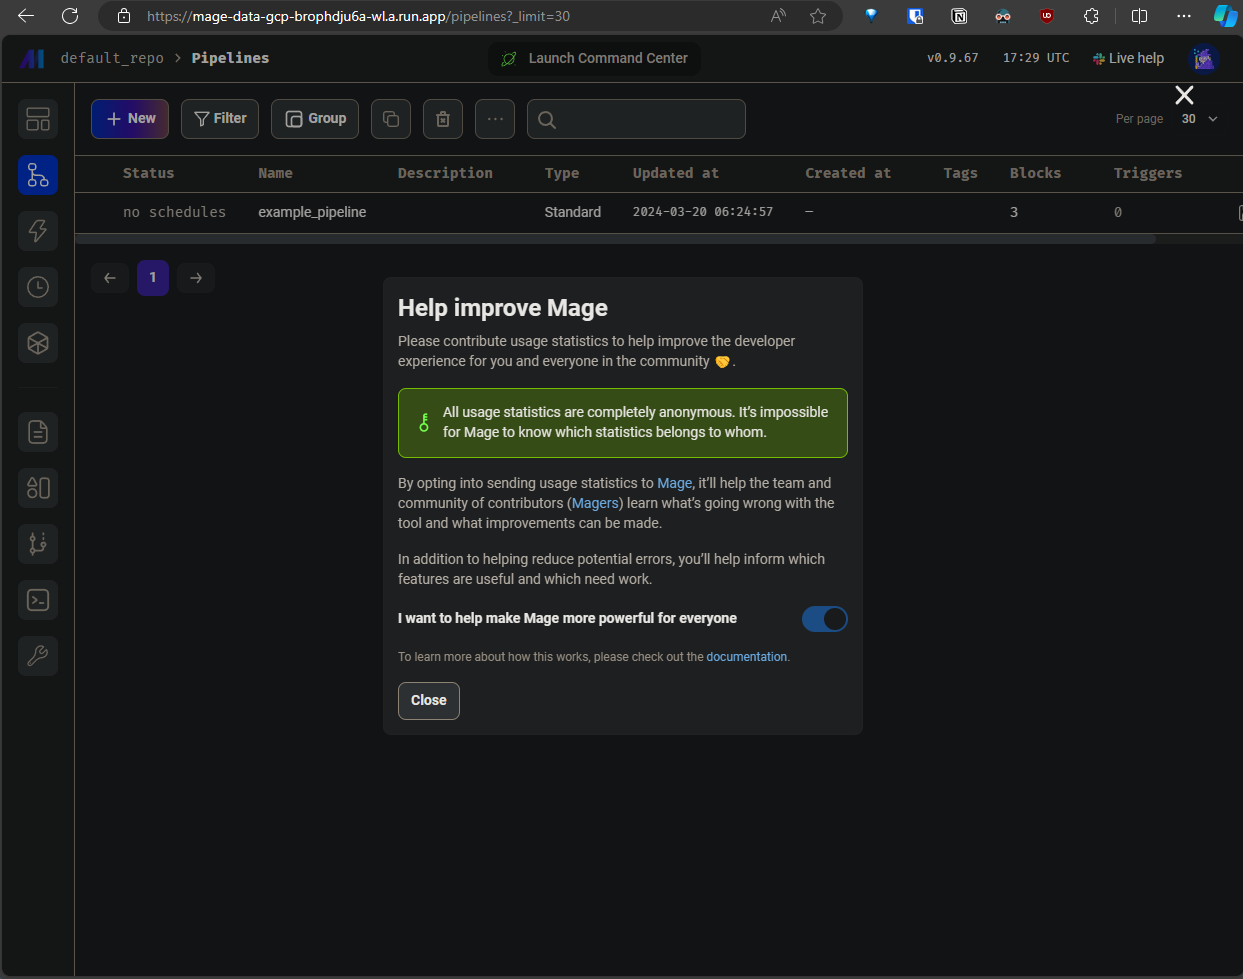 https://mage-data-gcp-brophdju6a-wl.a.run.app/pipelines?_limit=30
default_repo > Pipelines
Launch Command Center
v0.9.67
17:29 UTC
Live help
New
Filter
Group
Per page
30
Status Name Description Type Updated at Created at Tags Blocks Triggers
no schedules example_pipeline Standard 2024-03-20 06:24:57 — 3 0
1
Help improve Mage
Please contribute usage statistics to help improve the developer
experience for you and everyone in the community 🤝 .
All usage statistics are completely anonymous. It’s impossible
for Mage to know which statistics belongs to whom.
By opting into sending usage statistics to Mage, it’ll help the team and
community of contributors (Magers) learn what’s going wrong with the
tool and what improvements can be made.
In addition to helping reduce potential errors, you’ll help inform which
features are useful and which need work.
I want to help make Mage more powerful for everyone
To learn more about how this works, please check out the documentation.
Close